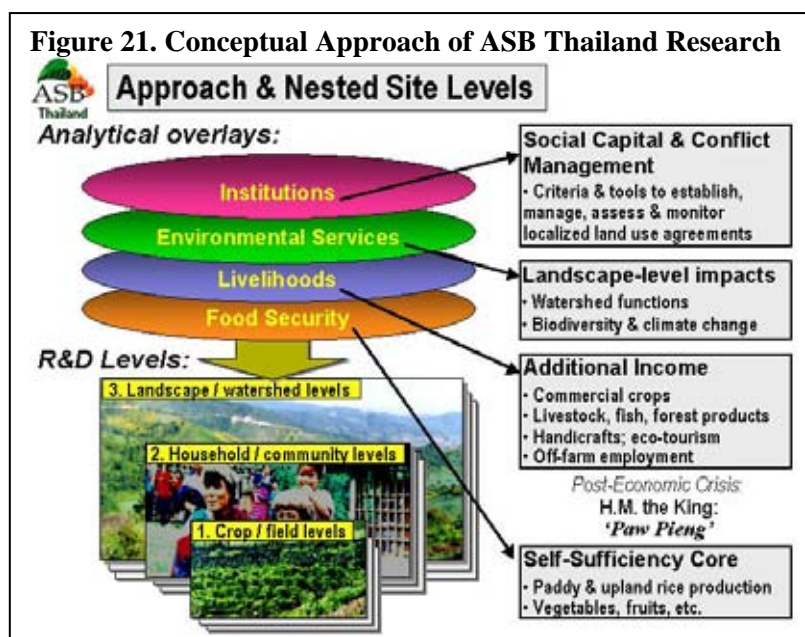 Figure 21. Conceptual Approach of ASB Thailand Research
ASB
Thailand
Approach & Nested Site Levels
Analytical overlays:
Institutions
Environmental Services
Livelihoods
Food Security
R&D Levels:
3. Landscape / watershed levels
2. Household / community levels
1. Crop / field levels
Social Capital & Conflict
Management
• Criteria & tools to establish,
manage, assess & monitor
localized land use agreements
Landscape-level impacts
• Watershed functions
• Biodiversity & climate change
Additional Income
• Commercial crops
• Livestock, fish, forest products
• Handicrafts; eco-tourism
• Off-farm employment
Post-Economic Crisis:
H.M. the King:
'Paw Pieng'
Self-Sufficiency Core
• Paddy & upland rice production
• Vegetables, fruits, etc.